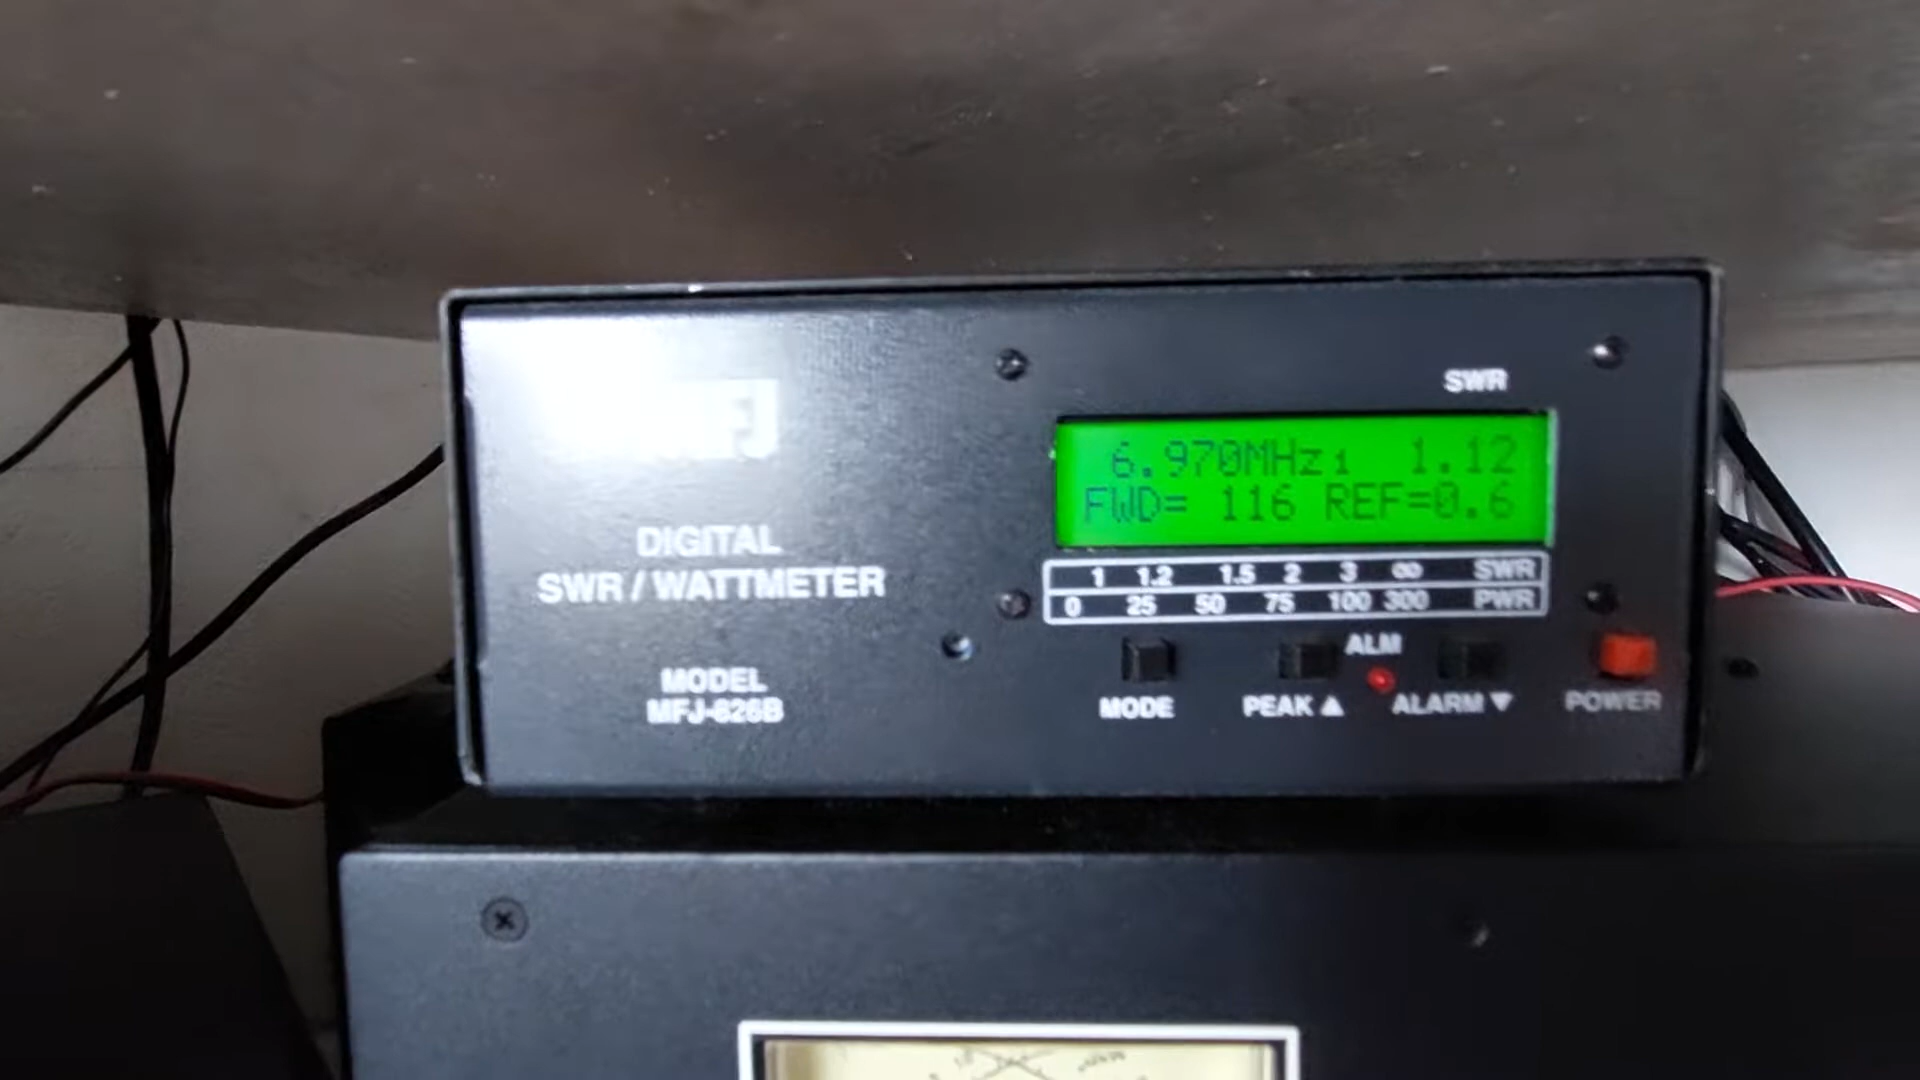 SWR
6.970MHz 1.12
FWD= 116 REF=0.6
1 1.2 1.5 2 3 ∞ SWR
0 25 50 75 100 300 PWR
DIGITAL
SWR / WATTMETER
MODEL
MFJ-826B
ALM
MODE PEAK ▲ ALARM ▼ POWER